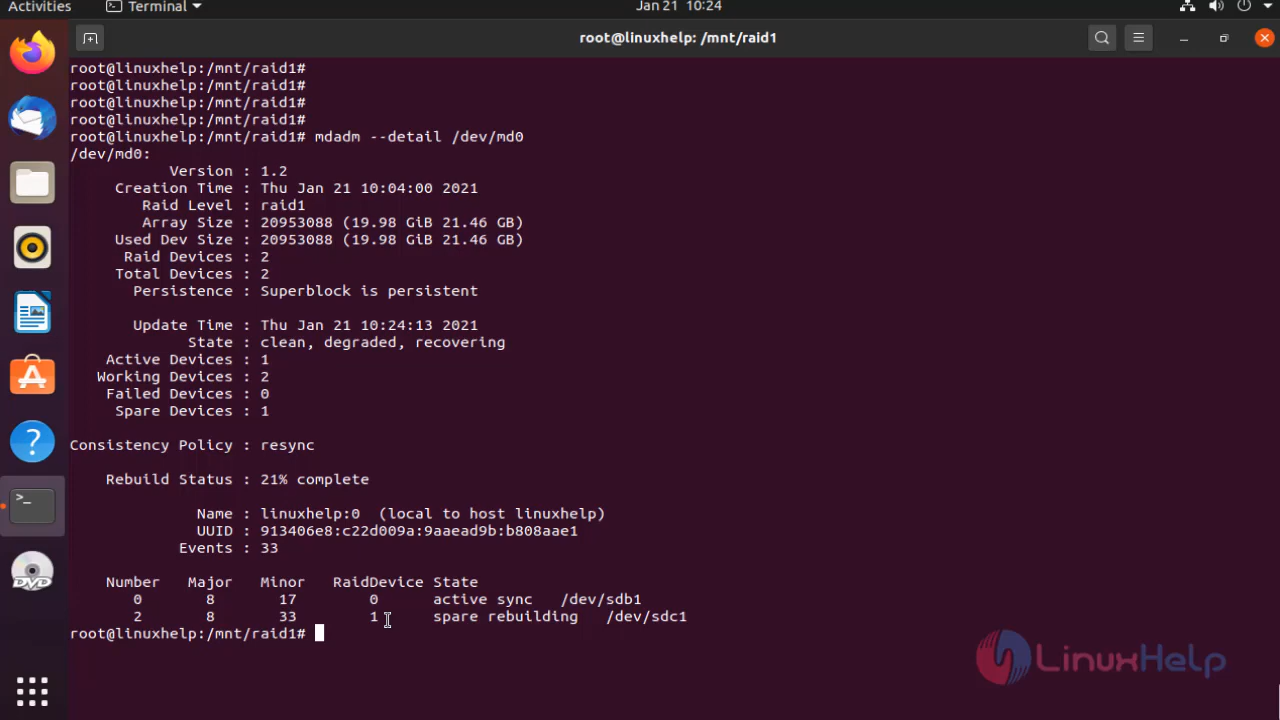 Activities Terminal Jan 21 10:24
root@linuxhelp: /mnt/raid1
root@linuxhelp:/mnt/raid1#
root@linuxhelp:/mnt/raid1#
root@linuxhelp:/mnt/raid1#
root@linuxhelp:/mnt/raid1#
root@linuxhelp:/mnt/raid1# mdadm --detail /dev/md0
/dev/md0:
Version : 1.2
Creation Time : Thu Jan 21 10:04:00 2021
Raid Level : raid1
Array Size : 20953088 (19.98 GiB 21.46 GB)
Used Dev Size : 20953088 (19.98 GiB 21.46 GB)
Raid Devices : 2
Total Devices : 2
Persistence : Superblock is persistent
Update Time : Thu Jan 21 10:24:13 2021
State : clean, degraded, recovering
Active Devices : 1
Working Devices : 2
Failed Devices : 0
Spare Devices : 1
Consistency Policy : resync
Rebuild Status : 21% complete
Name : linuxhelp:0  (local to host linuxhelp)
UUID : 913406e8:c22d009a:9aaead9b:b808aae1
Events : 33
Number Major Minor RaidDevice State
0 8 17 0 active sync /dev/sdb1
2 8 33 1 spare rebuilding /dev/sdc1
root@linuxhelp:/mnt/raid1#
LinuxHelp
DVD